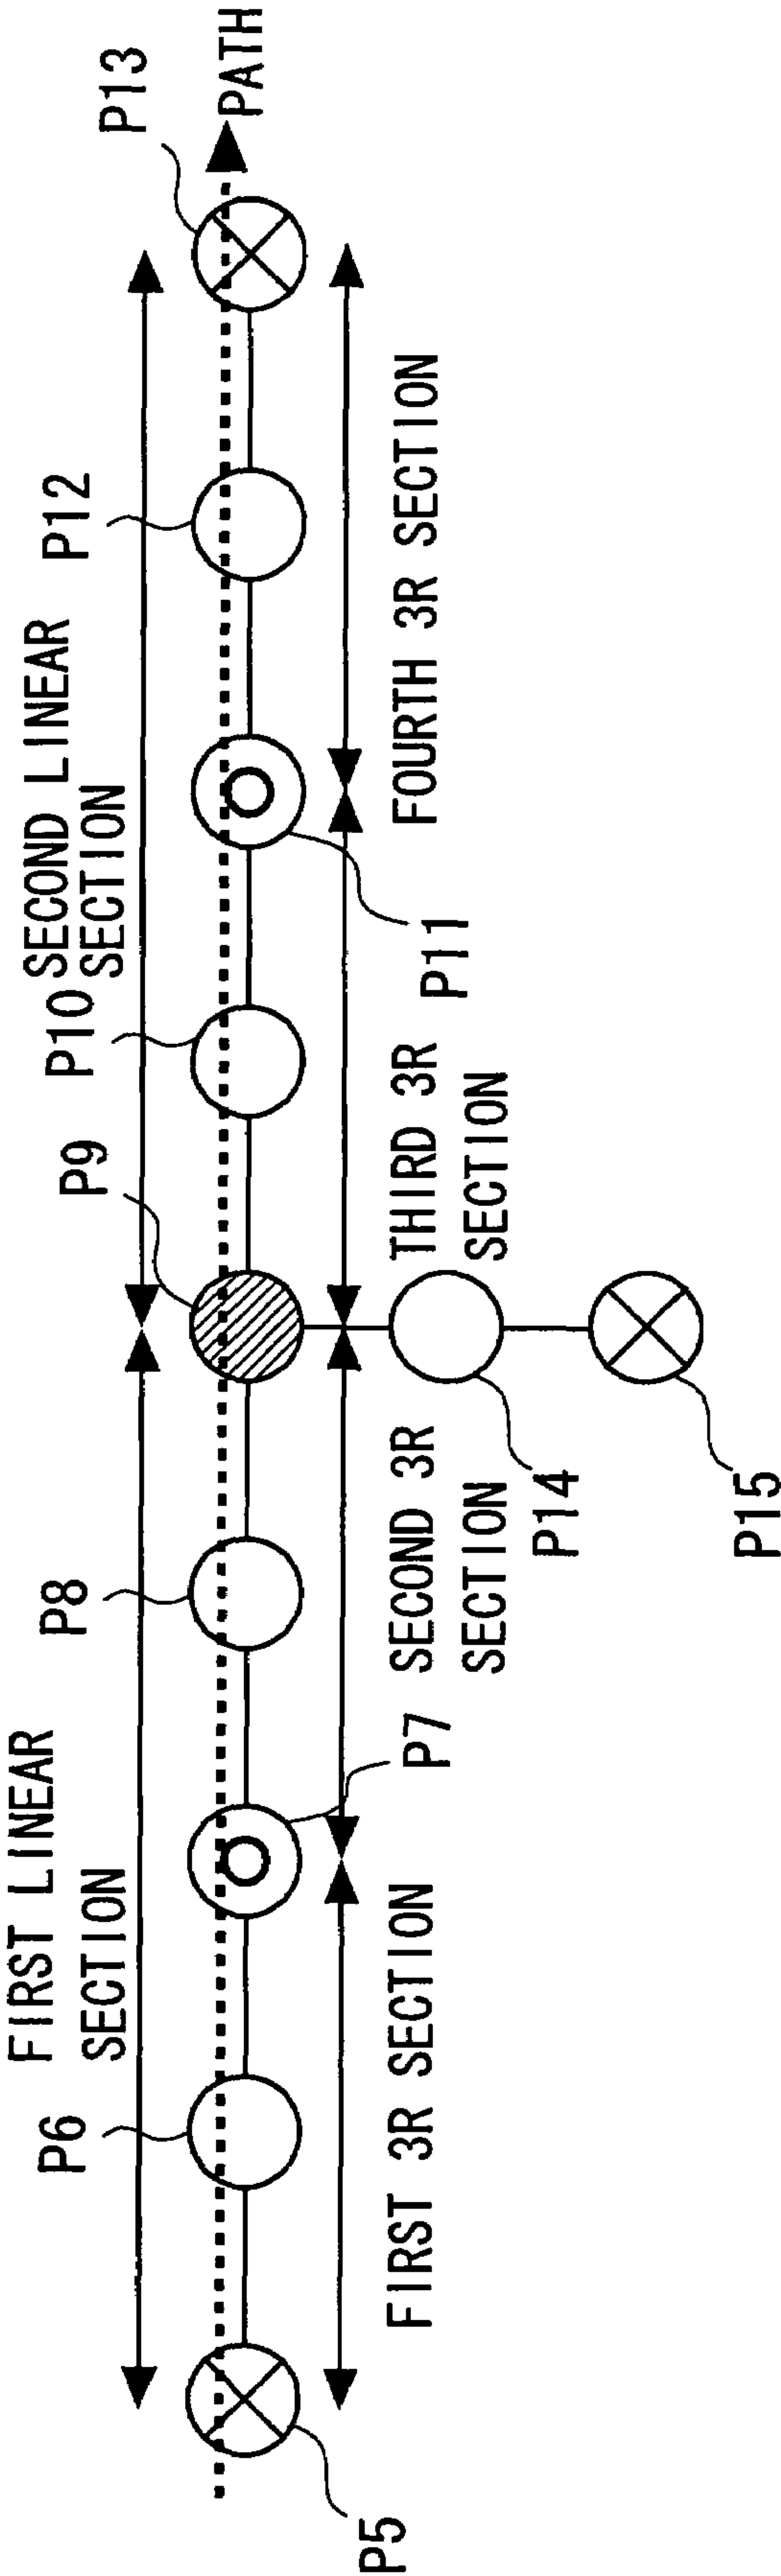 FIRST LINEAR
SECTION
SECOND LINEAR
SECTION
P6
P8
P9
P10
P12
P13
PATH
P5
P7
P11
FIRST 3R SECTION
SECOND 3R
SECTION
THIRD 3R
SECTION
FOURTH 3R SECTION
P14
P15